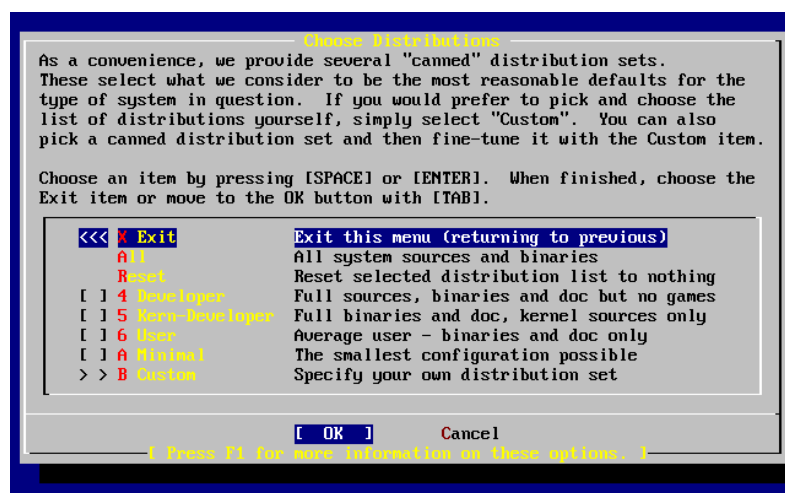 Choose Distributions
As a convenience, we provide several "canned" distribution sets.
These select what we consider to be the most reasonable defaults for the
type of system in question.  If you would prefer to pick and choose the
list of distributions yourself, simply select "Custom".  You can also
pick a canned distribution set and then fine-tune it with the Custom item.
Choose an item by pressing [SPACE] or [ENTER].  When finished, choose the
Exit item or move to the OK button with [TAB].
<<< X Exit Exit this menu (returning to previous)
All All system sources and binaries
Reset Reset selected distribution list to nothing
[ ] 4 Developer Full sources, binaries and doc but no games
[ ] 5 Kern-Developer Full binaries and doc, kernel sources only
[ ] 6 User Average user - binaries and doc only
[ ] A Minimal The smallest configuration possible
> > B Custom Specify your own distribution set
[ OK ] Cancel
[ Press F1 for more information on these options. ]